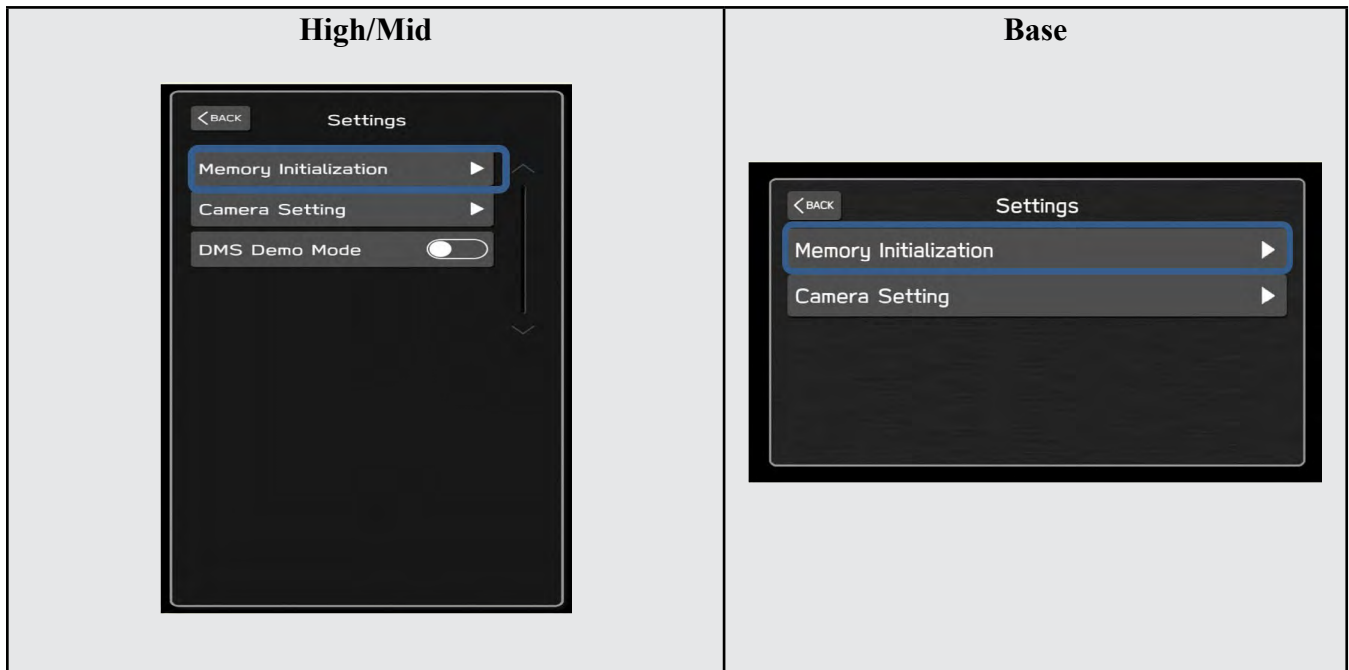 High/Mid
BACK
Settings
Memory Initialization
Camera Setting
DMS Demo Mode
Base
BACK
Settings
Memory Initialization
Camera Setting